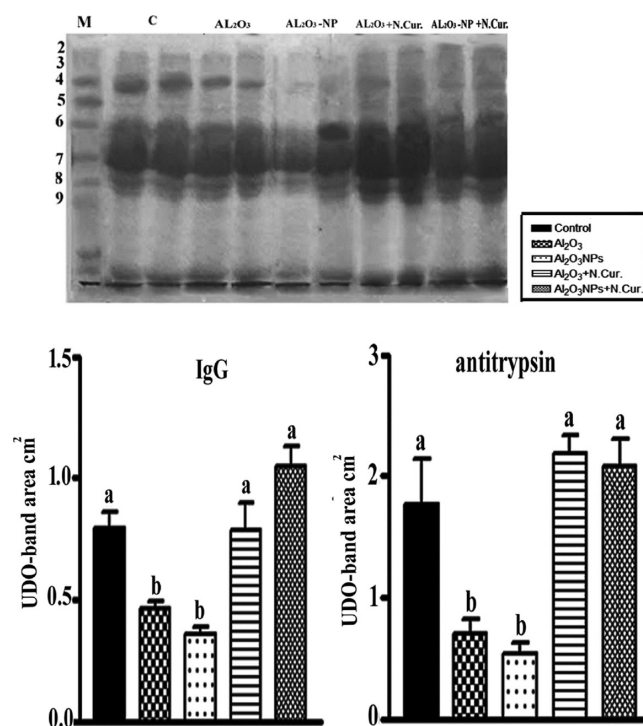 M C AL₂O₃ AL₂O₃-NP AL₂O₃+N.Cur. AL₂O₃-NP +N.Cur.
2
3
4
5
6
7
8
9
Control
Al₂O₃
Al₂O₃NPs
Al₂O₃+N.Cur.
Al₂O₃NPs+N.Cur.
IgG
UDO-band area cm²
1.5
1.0
0.5
0.0
a b b a a
antitrypsin
UDO-band area cm²
3
2
1
0
a b b a a